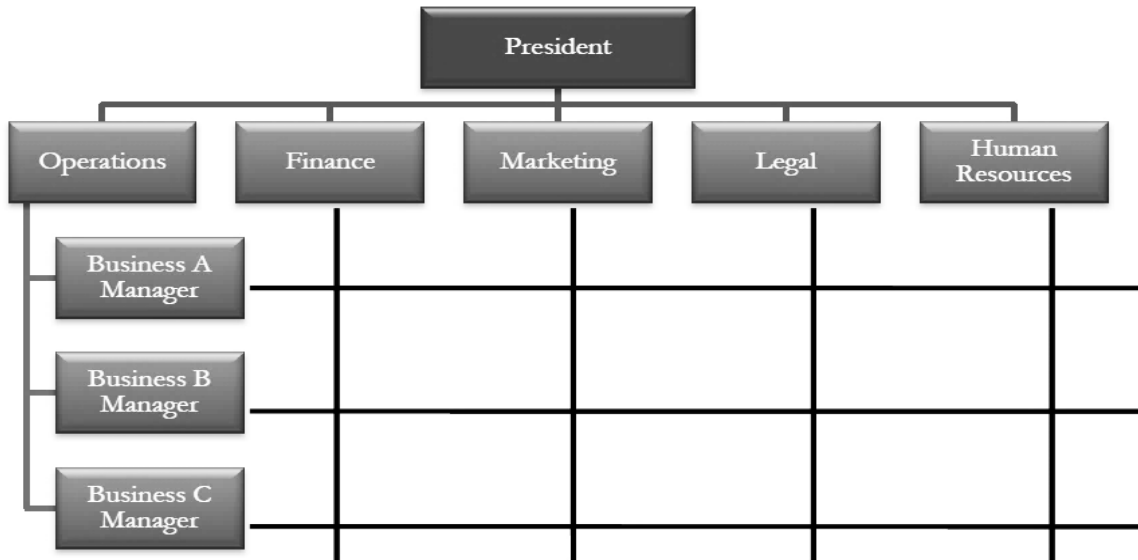 President
Operations
Finance
Marketing
Legal
Human
Resources
Business A
Manager
Business B
Manager
Business C
Manager